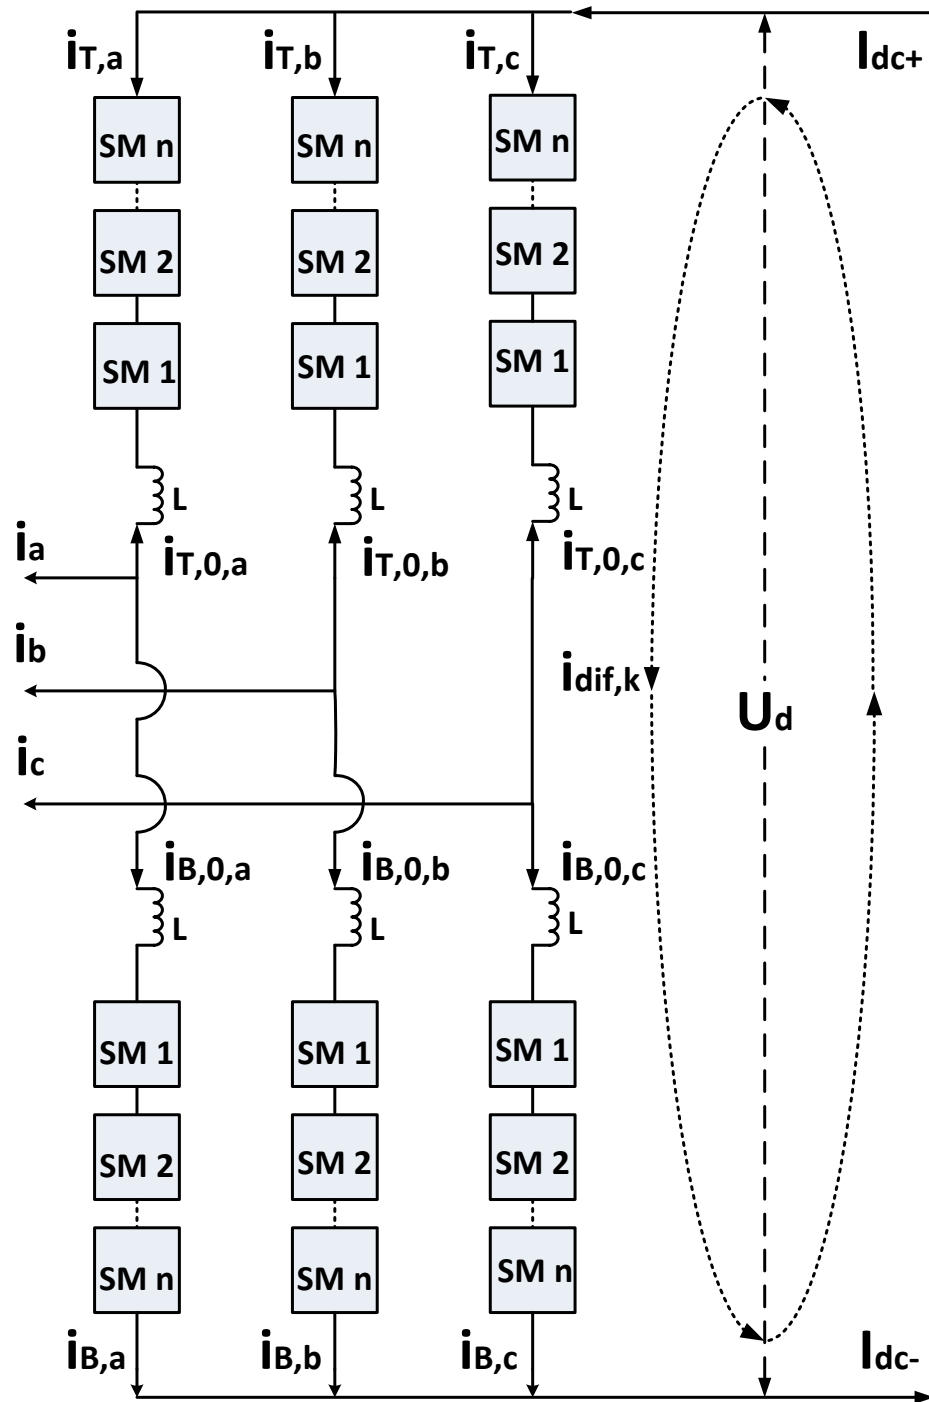 iT,a iT,b iT,c Idc+
SM n SM n SM n
SM 2 SM 2 SM 2
SM 1 SM 1 SM 1
L L L
ia iT,0,a iT,0,b iT,0,c
ib idif,k Ud
ic
iB,0,a iB,0,b iB,0,c
L L L
SM 1 SM 1 SM 1
SM 2 SM 2 SM 2
SM n SM n SM n
iB,a iB,b iB,c Idc-